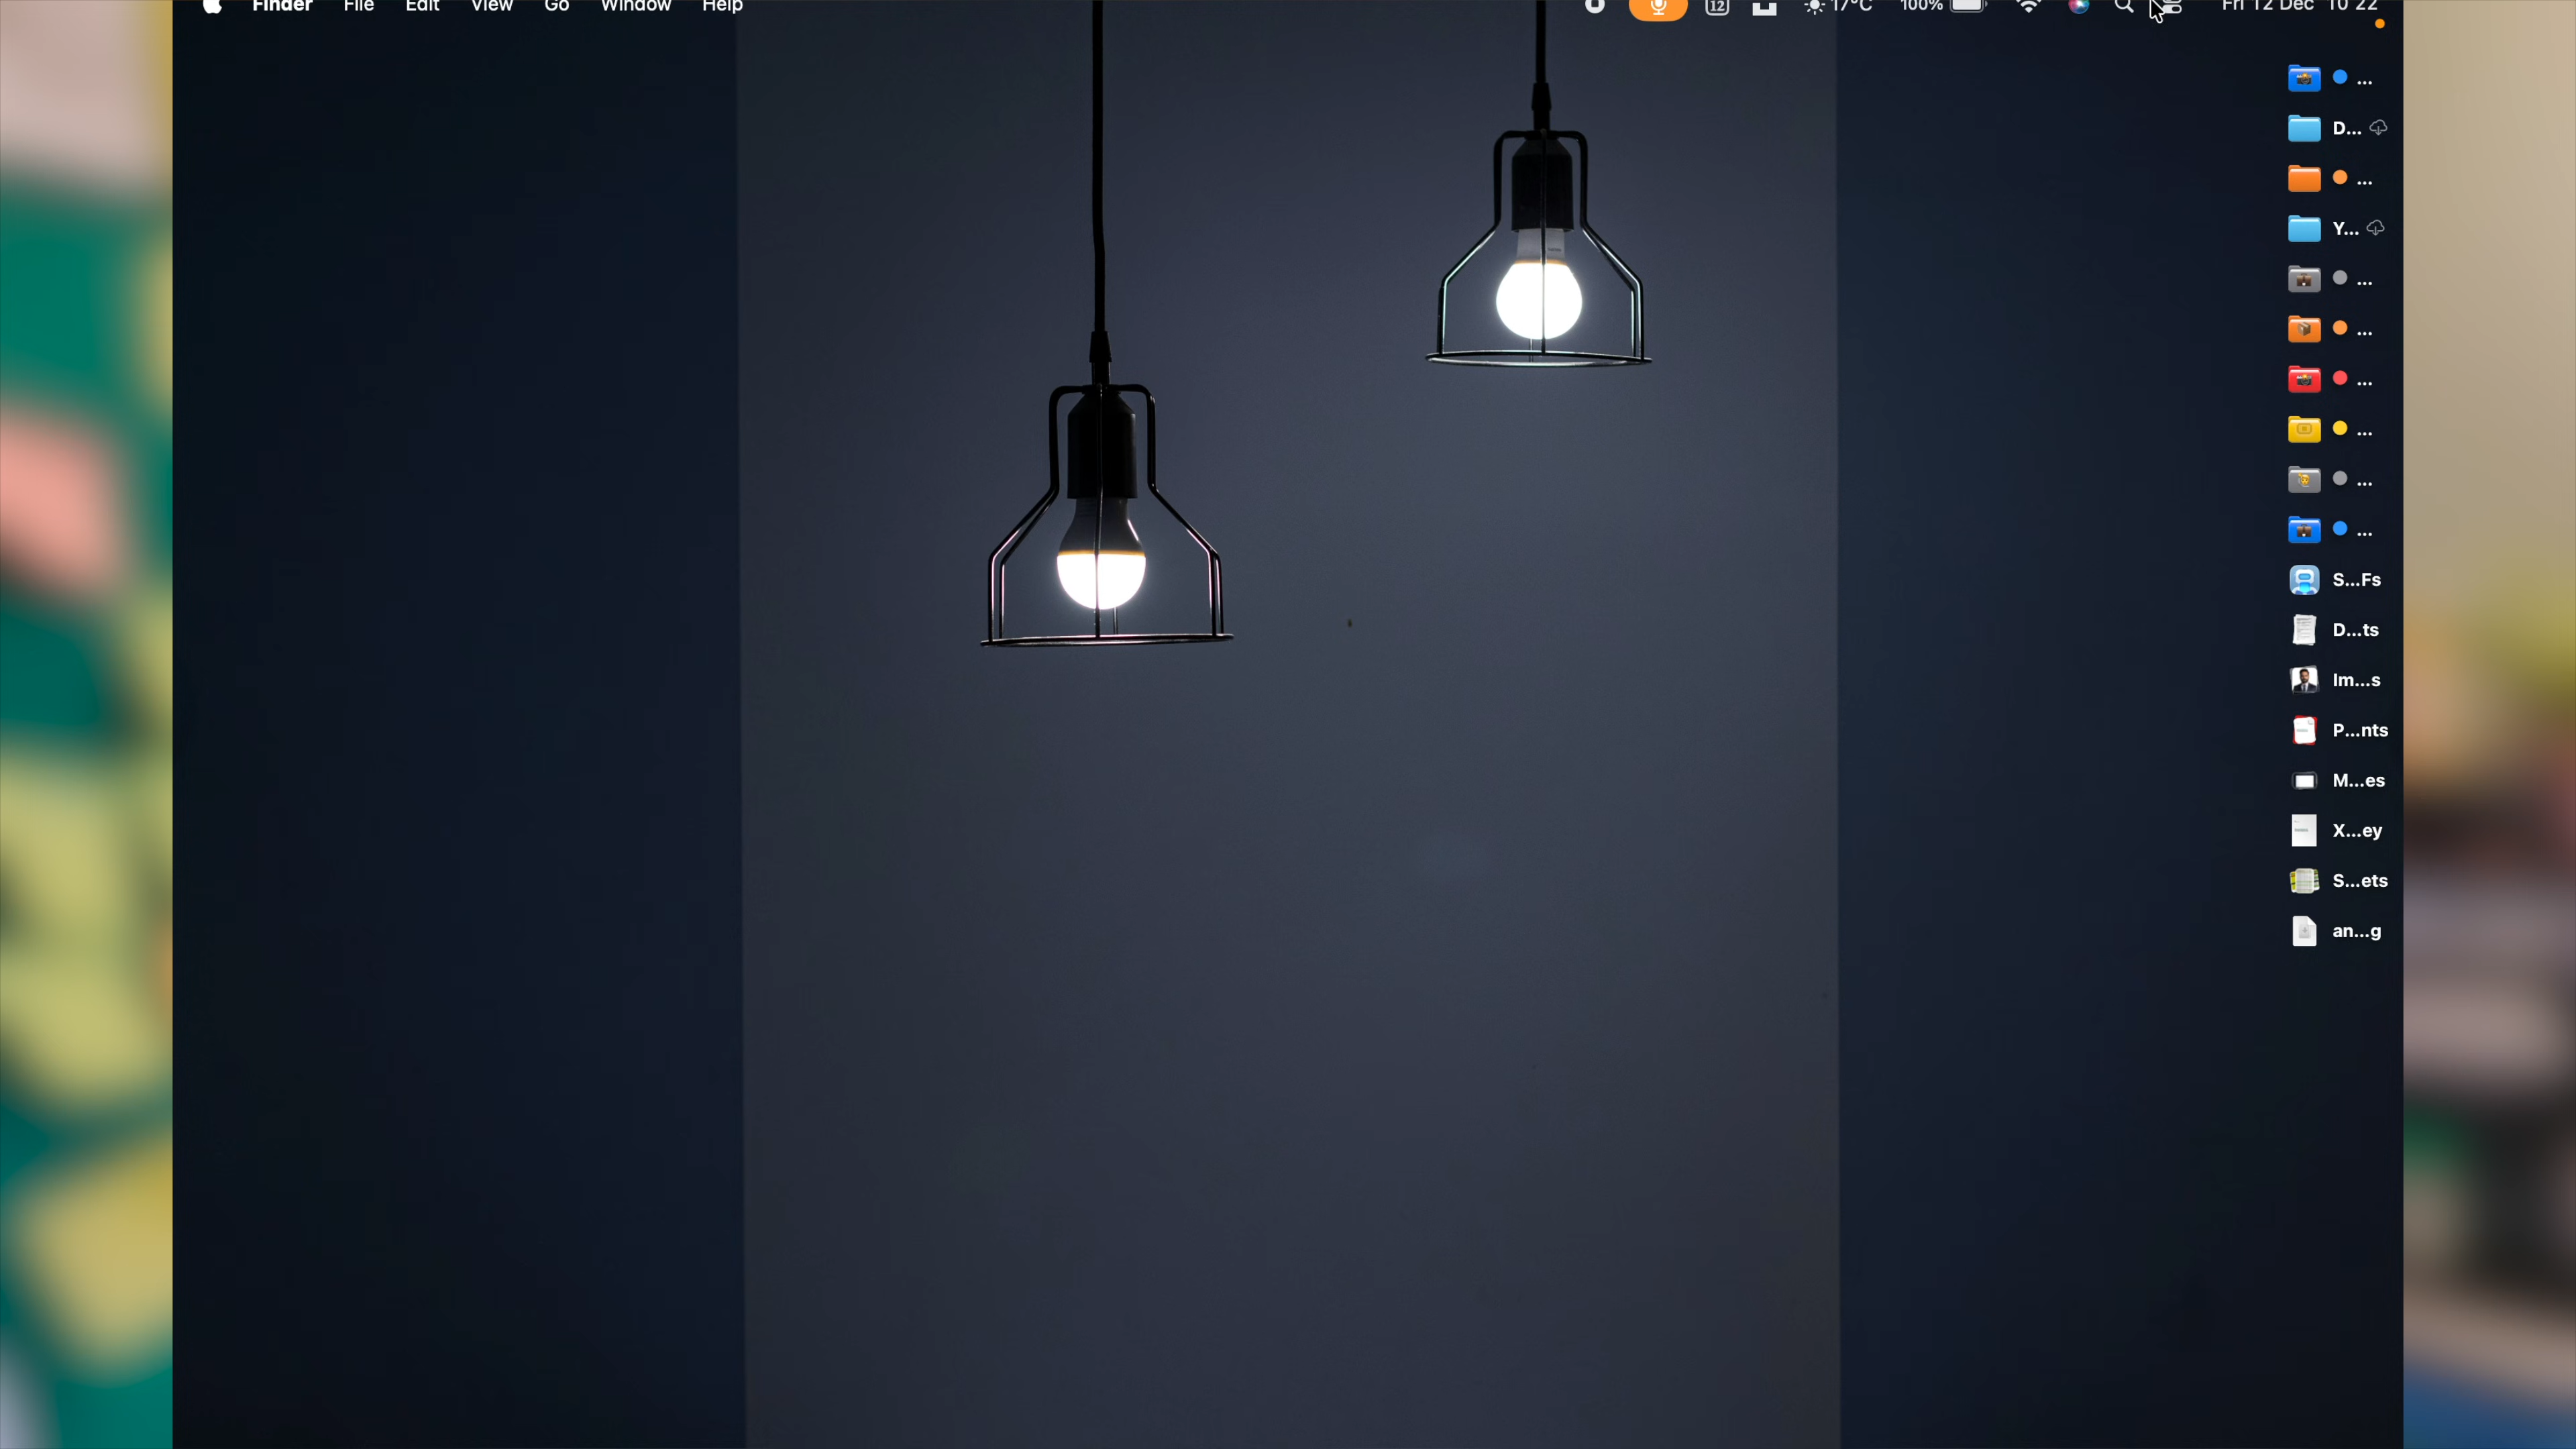 Finder File Edit View Go Window Help 12 17°C 100% Fri 12 Dec 10 22
...
D...
...
Y...
...
...
...
...
...
...
S...Fs
D...ts
Im...s
P...nts
M...es
X...ey
S...ets
an...g